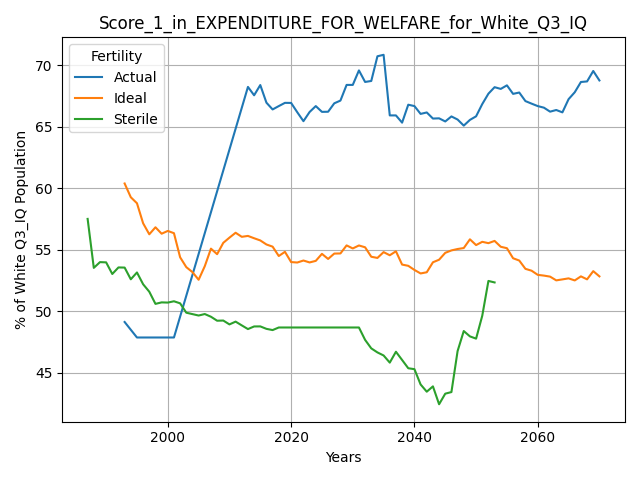 Score_1_in_EXPENDITURE_FOR_WELFARE_for_White_Q3_IQ
Fertility
Actual
Ideal
Sterile
% of White Q3_IQ Population
70
65
60
55
50
45
2000
2020
2040
2060
Years